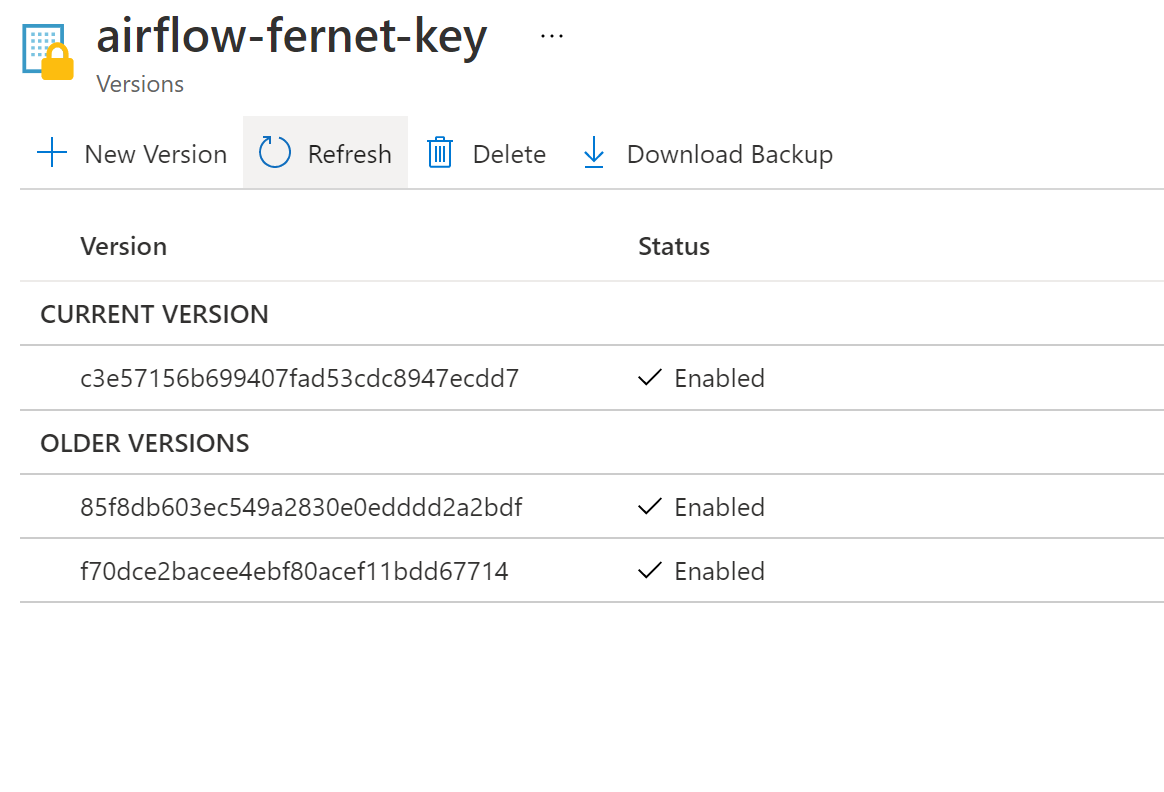 airflow-fernet-key ...
Versions
New Version Refresh Delete Download Backup
Version Status
CURRENT VERSION
c3e57156b699407fad53cdc8947ecdd7 Enabled
OLDER VERSIONS
85f8db603ec549a2830e0edddd2a2bdf Enabled
f70dce2bacee4ebf80acef11bdd67714 Enabled